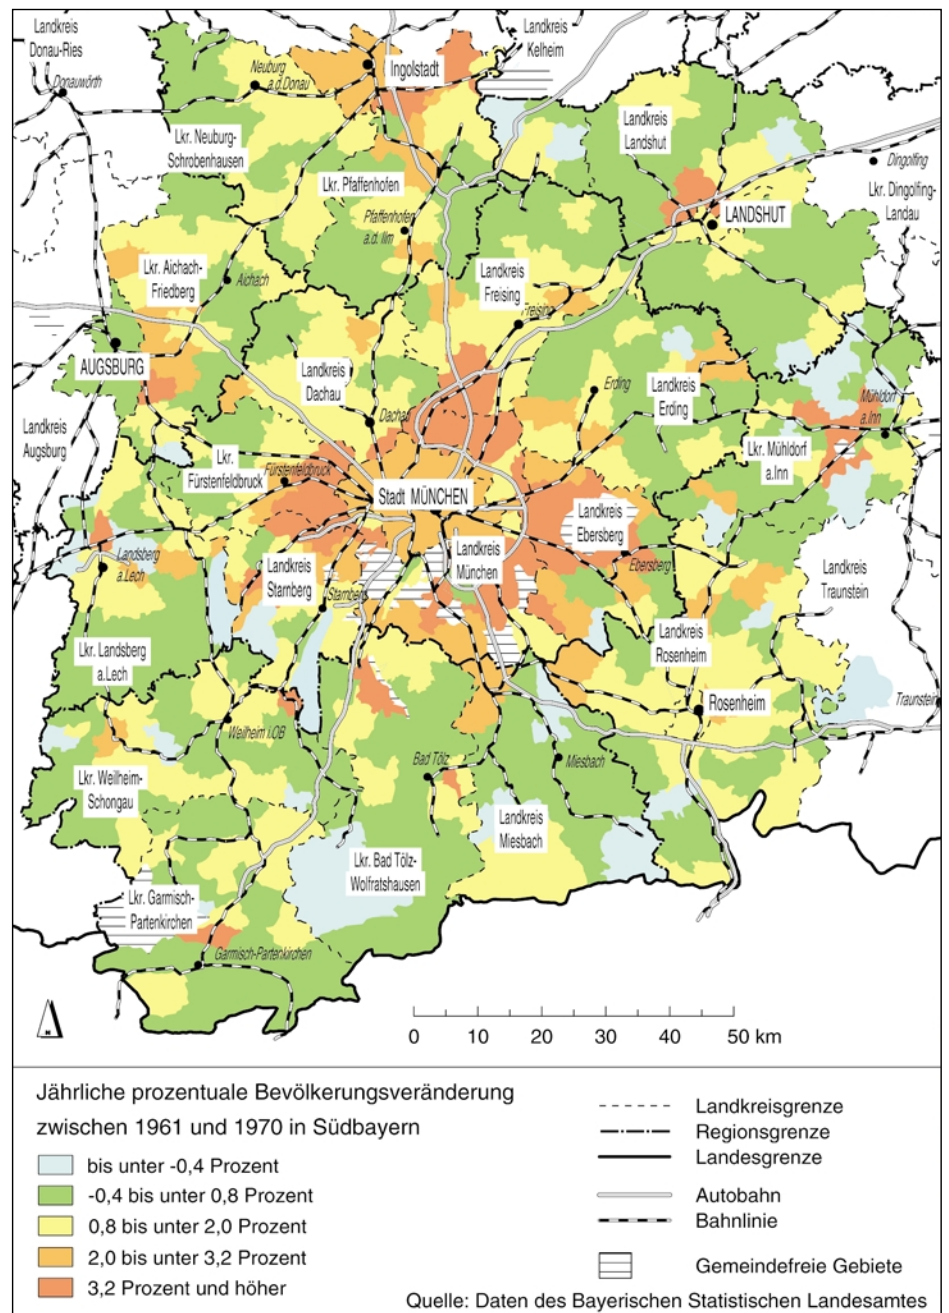 Landkreis
Donau-Ries
Donauwörth
Neuburg
a.d.Donau
Ingolstadt
Landkreis
Kelheim
Lkr. Neuburg-
Schrobenhausen
Lkr. Pfaffenhofen
Pfaffenhofen
a.d. Ilm
Landkreis
Landshut
Dingolfing
Lkr. Dingolfing-
Landau
LANDSHUT
Lkr. Aichach-
Friedberg
Aichach
Landkreis
Freising
Freising
AUGSBURG
Landkreis
Augsburg
Landkreis
Dachau
Dachau
Erding
Landkreis
Erding
Mühldorf
a.Inn
Lkr. Mühldorf
a.Inn
Lkr.
Fürstenfeldbruck
Fürstenfeldbruck
Stadt MÜNCHEN
Landkreis
Ebersberg
Ebersberg
Landkreis
München
Landsberg
a.Lech
Landkreis
Starnberg
Starnberg
Landkreis
Traunstein
Lkr. Landsberg
a.Lech
Landkreis
Rosenheim
Rosenheim
Traunstein
Weilheim i.OB
Bad Tölz
Miesbach
Lkr. Weilheim-
Schongau
Landkreis
Miesbach
Lkr. Bad Tölz-
Wolfratshausen
Lkr. Garmisch-
Partenkirchen
Garmisch-Partenkirchen
N
0 10 20 30 40 50 km
Jährliche prozentuale Bevölkerungsveränderung
zwischen 1961 und 1970 in Südbayern
bis unter -0,4 Prozent
-0,4 bis unter 0,8 Prozent
0,8 bis unter 2,0 Prozent
2,0 bis unter 3,2 Prozent
3,2 Prozent und höher
Landkreisgrenze
Regionsgrenze
Landesgrenze
Autobahn
Bahnlinie
Gemeindefreie Gebiete
Quelle: Daten des Bayerischen Statistischen Landesamtes